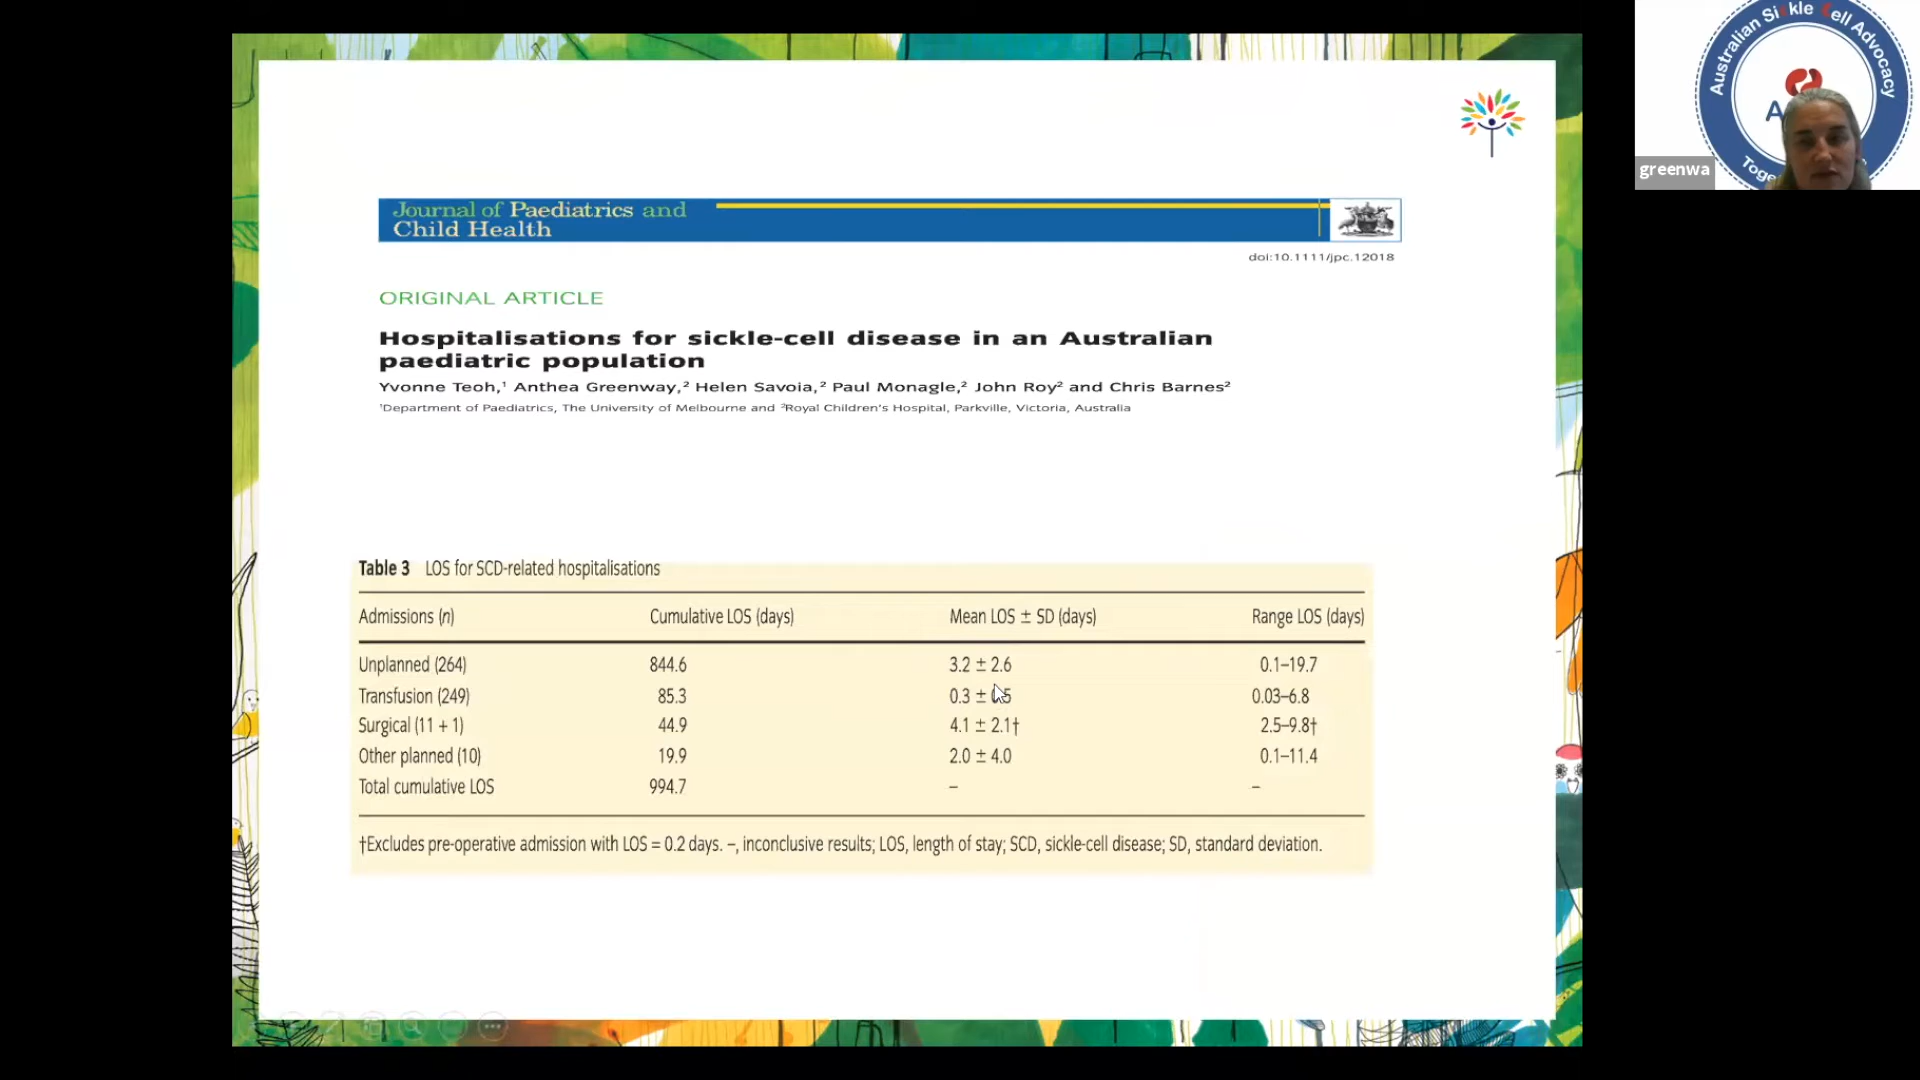 Journal of Paediatrics and
Child Health
doi:10.1111/jpc.12018
ORIGINAL ARTICLE
Hospitalisations for sickle-cell disease in an Australian
paediatric population
Yvonne Teoh,¹ Anthea Greenway,² Helen Savoia,² Paul Monagle,² John Roy² and Chris Barnes²
¹Department of Paediatrics, The University of Melbourne and ²Royal Children's Hospital, Parkville, Victoria, Australia
Table 3 LOS for SCD-related hospitalisations
Admissions (n) Cumulative LOS (days) Mean LOS ± SD (days) Range LOS (days)
Unplanned (264) 844.6 3.2 ± 2.6 0.1–19.7
Transfusion (249) 85.3 0.3 ± 0.03–6.8
Surgical (11 + 1) 44.9 4.1 ± 2.1† 2.5–9.8†
Other planned (10) 19.9 2.0 ± 4.0 0.1–11.4
Total cumulative LOS 994.7 – –
†Excludes pre-operative admission with LOS = 0.2 days. –, inconclusive results; LOS, length of stay; SCD, sickle-cell disease; SD, standard deviation.
Australian Sickle Cell Advocacy
greenwa